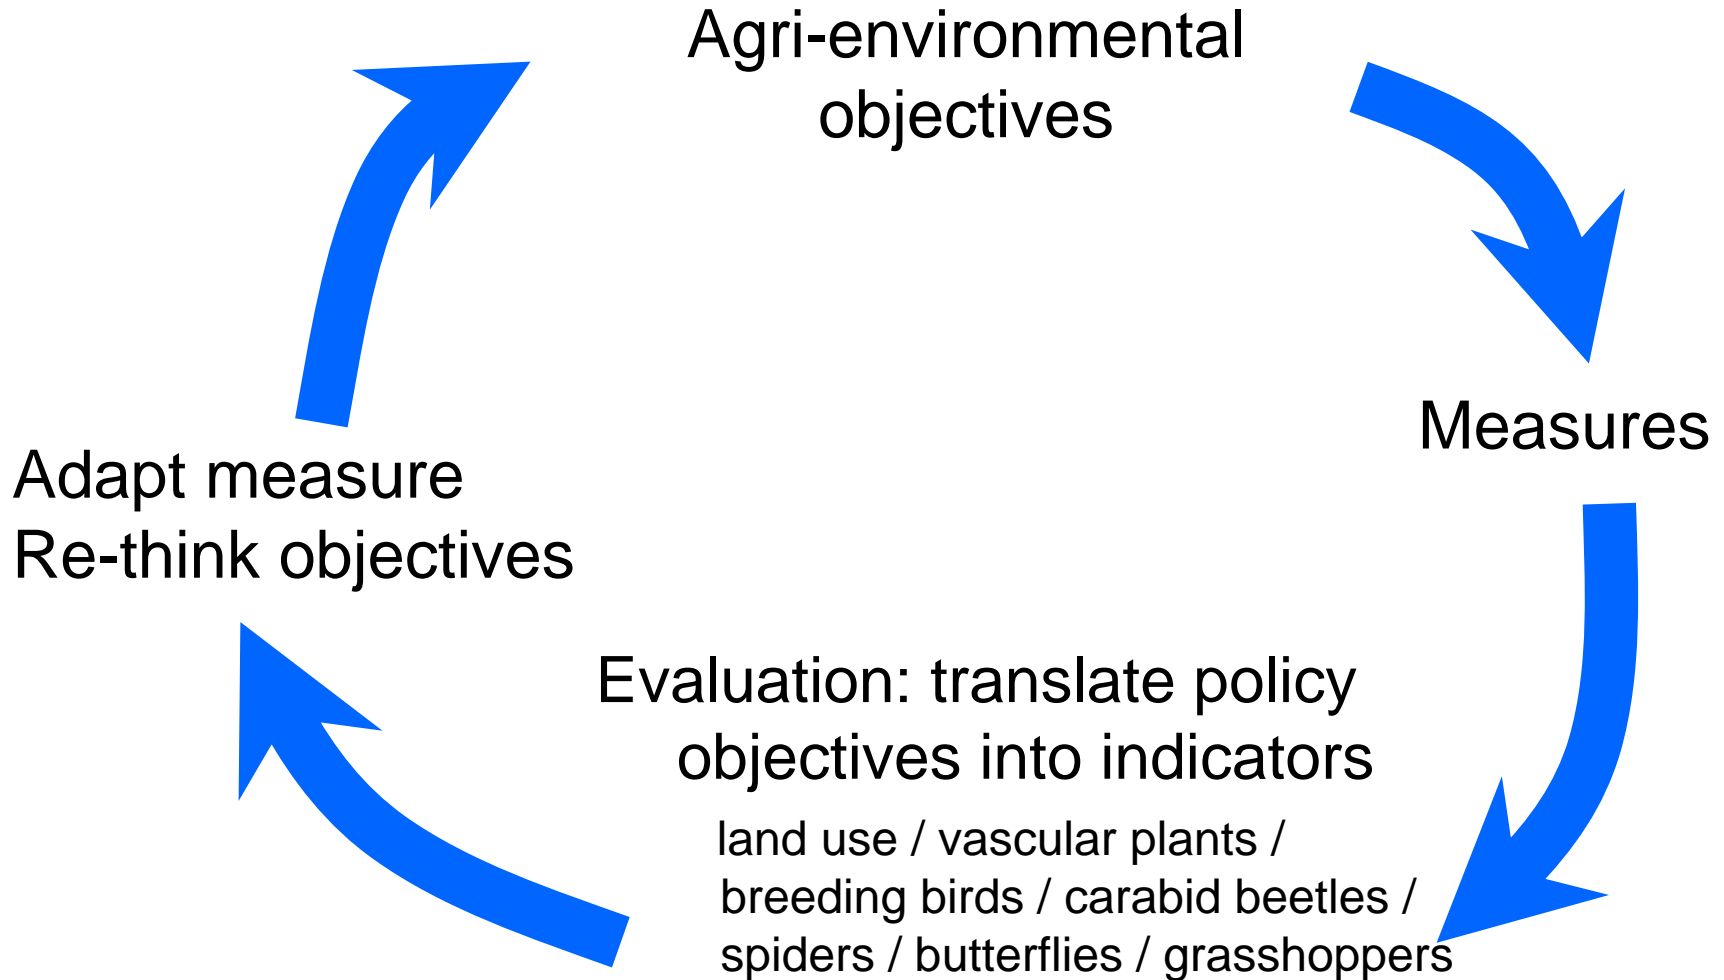 Agri-environmental
objectives
Measures
Adapt measure
Re-think objectives
Evaluation: translate policy
objectives into indicators
land use / vascular plants /
breeding birds / carabid beetles /
spiders / butterflies / grasshoppers